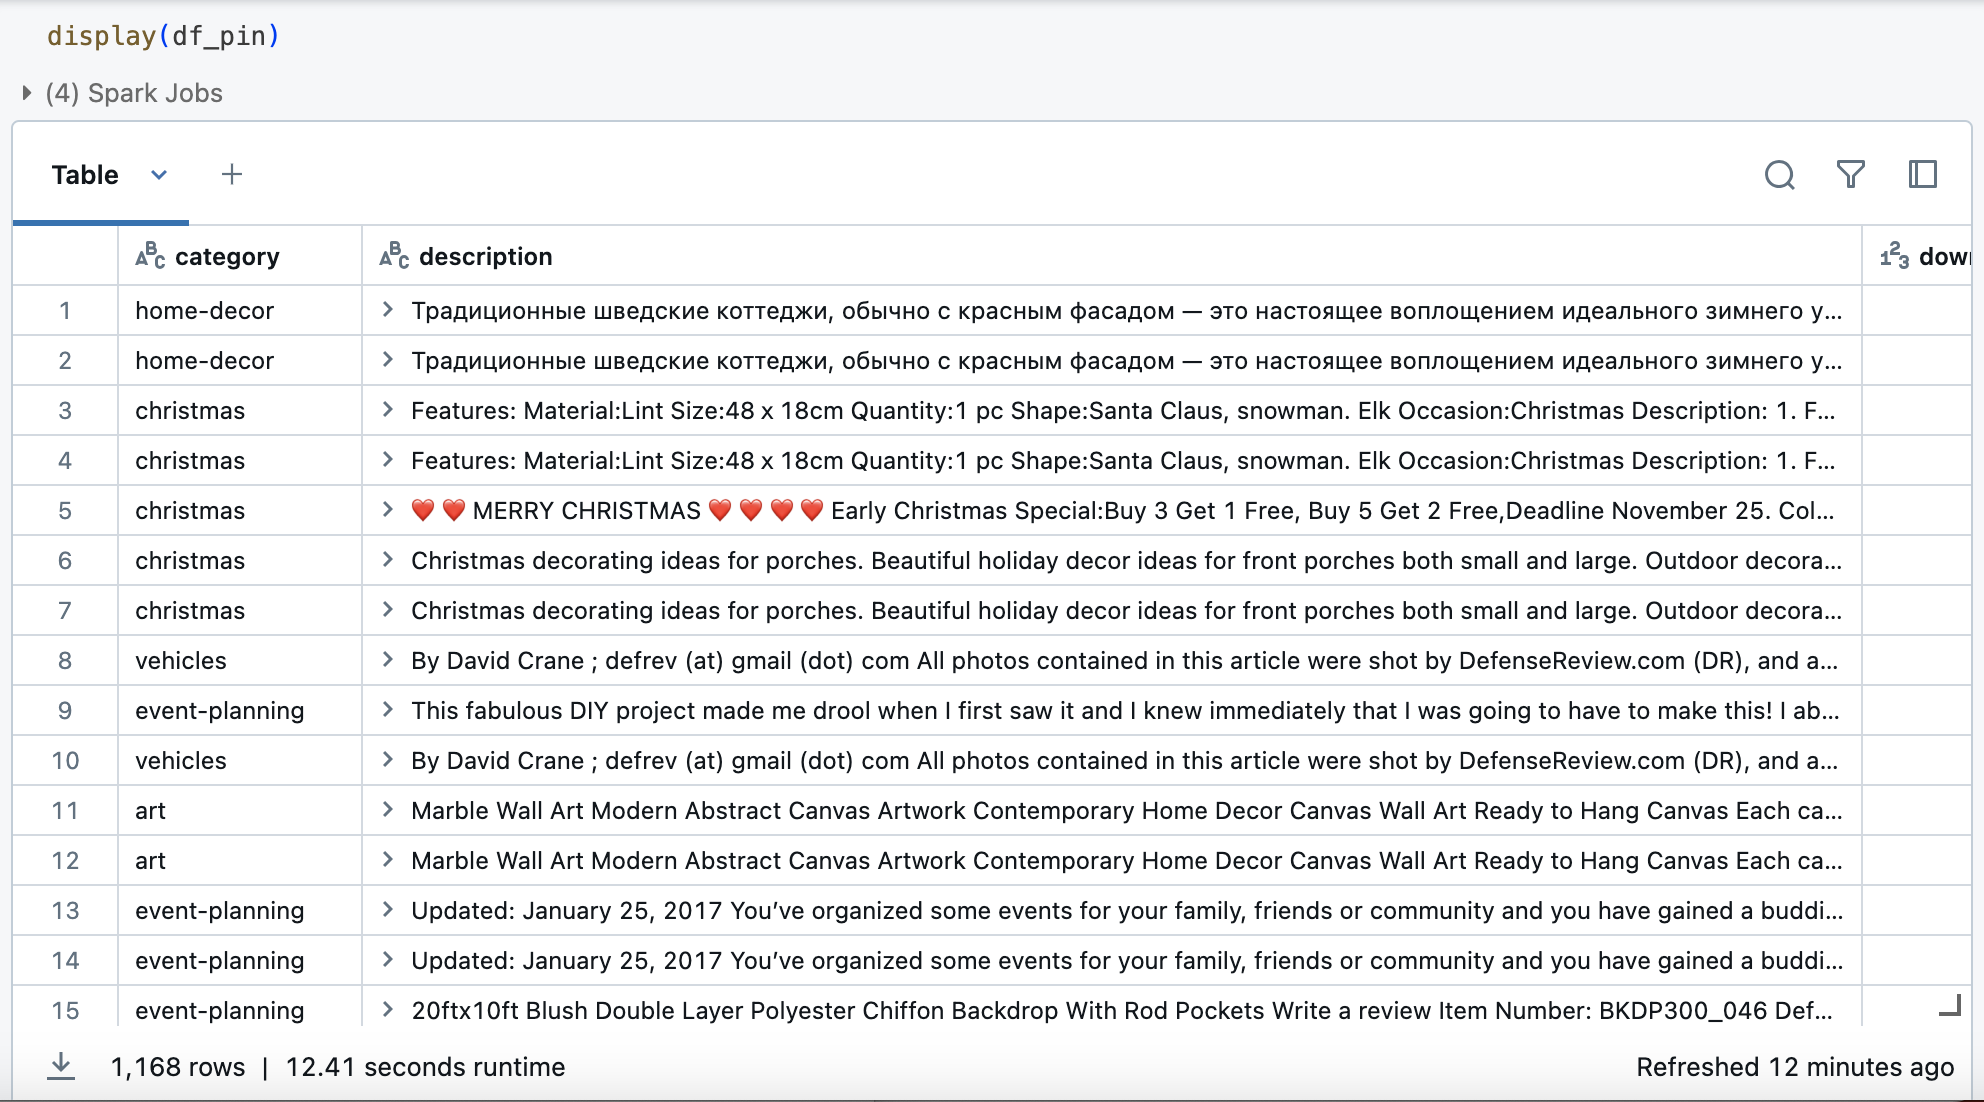 display(df_pin)
(4) Spark Jobs
Table
category description dow
1 home-decor Традиционные шведские коттеджи, обычно с красным фасадом — это настоящее воплощением идеального зимнего у...
2 home-decor Традиционные шведские коттеджи, обычно с красным фасадом — это настоящее воплощением идеального зимнего у...
3 christmas Features: Material:Lint Size:48 x 18cm Quantity:1 pc Shape:Santa Claus, snowman. Elk Occasion:Christmas Description: 1. F...
4 christmas Features: Material:Lint Size:48 x 18cm Quantity:1 pc Shape:Santa Claus, snowman. Elk Occasion:Christmas Description: 1. F...
5 christmas ❤️ ❤️ MERRY CHRISTMAS ❤️ ❤️ ❤️ ❤️ Early Christmas Special:Buy 3 Get 1 Free, Buy 5 Get 2 Free,Deadline November 25. Col...
6 christmas Christmas decorating ideas for porches. Beautiful holiday decor ideas for front porches both small and large. Outdoor decora...
7 christmas Christmas decorating ideas for porches. Beautiful holiday decor ideas for front porches both small and large. Outdoor decora...
8 vehicles By David Crane ; defrev (at) gmail (dot) com All photos contained in this article were shot by DefenseReview.com (DR), and a...
9 event-planning This fabulous DIY project made me drool when I first saw it and I knew immediately that I was going to have to make this! I ab...
10 vehicles By David Crane ; defrev (at) gmail (dot) com All photos contained in this article were shot by DefenseReview.com (DR), and a...
11 art Marble Wall Art Modern Abstract Canvas Artwork Contemporary Home Decor Canvas Wall Art Ready to Hang Canvas Each ca...
12 art Marble Wall Art Modern Abstract Canvas Artwork Contemporary Home Decor Canvas Wall Art Ready to Hang Canvas Each ca...
13 event-planning Updated: January 25, 2017 You’ve organized some events for your family, friends or community and you have gained a buddi...
14 event-planning Updated: January 25, 2017 You’ve organized some events for your family, friends or community and you have gained a buddi...
15 event-planning 20ftx10ft Blush Double Layer Polyester Chiffon Backdrop With Rod Pockets Write a review Item Number: BKDP300_046 Def...
1,168 rows | 12.41 seconds runtime Refreshed 12 minutes ago